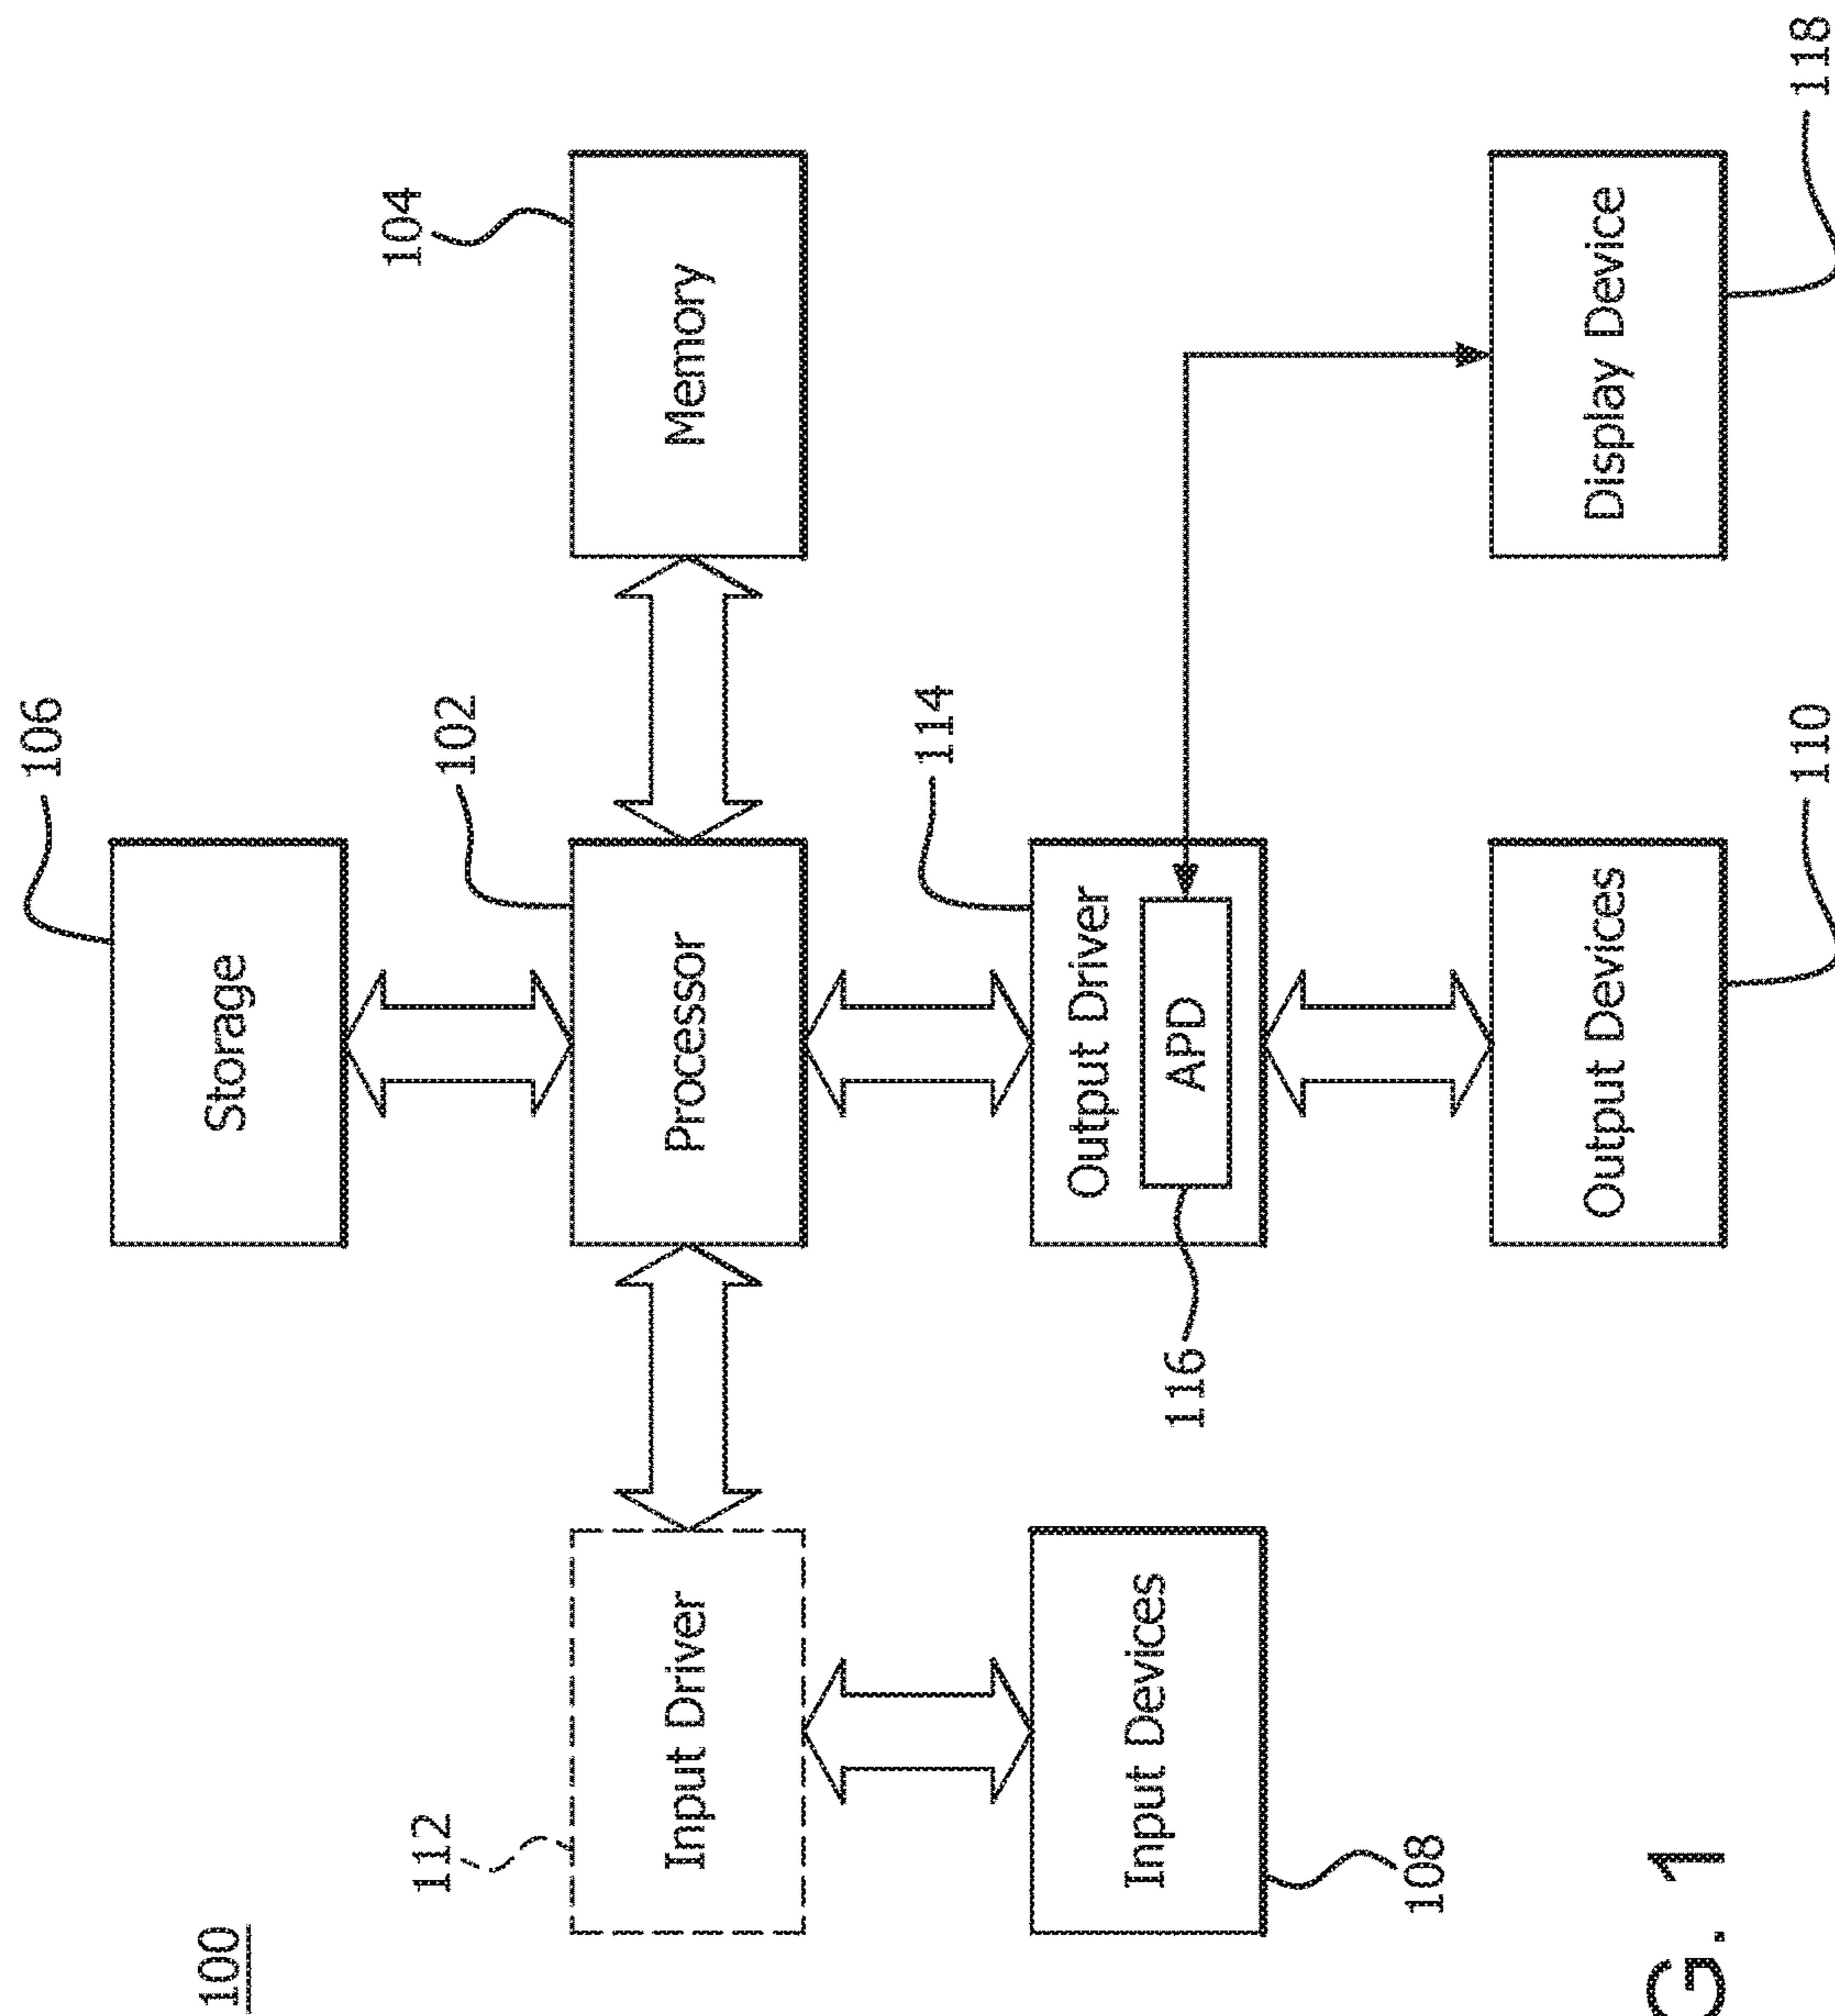 106
100
Storage
112
102
104
Input Driver
Processor
Memory
114
Output Driver
Input Devices
116
APD
108
Output Devices
Display Device
G. 1
110
118